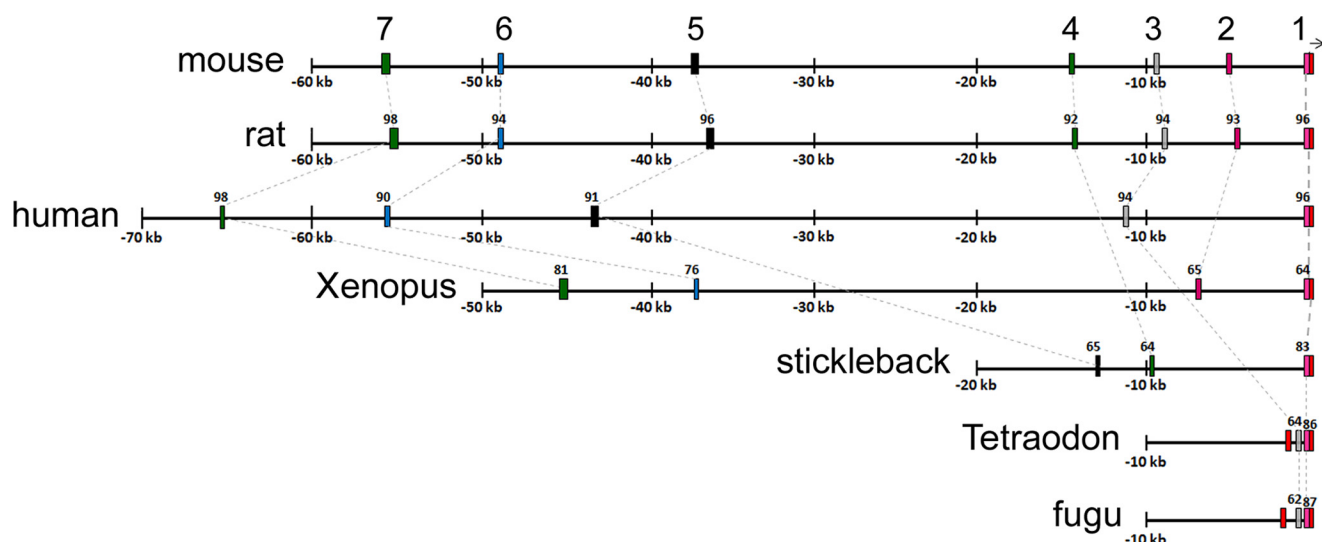 7 6 5 4 3 2 1
mouse
-60 kb -50 kb -40 kb -30 kb -20 kb -10 kb
98 94 96 92 94 93 96
rat
-60 kb -50 kb -40 kb -30 kb -20 kb -10 kb
98 90 91 94 96
human
-70 kb -60 kb -50 kb -40 kb -30 kb -20 kb -10 kb
81 76 65 64
Xenopus
-50 kb -40 kb -30 kb -20 kb -10 kb
65 64 83
stickleback
-20 kb -10 kb
64 86
Tetraodon
-10 kb
62 87
fugu
-10 kb